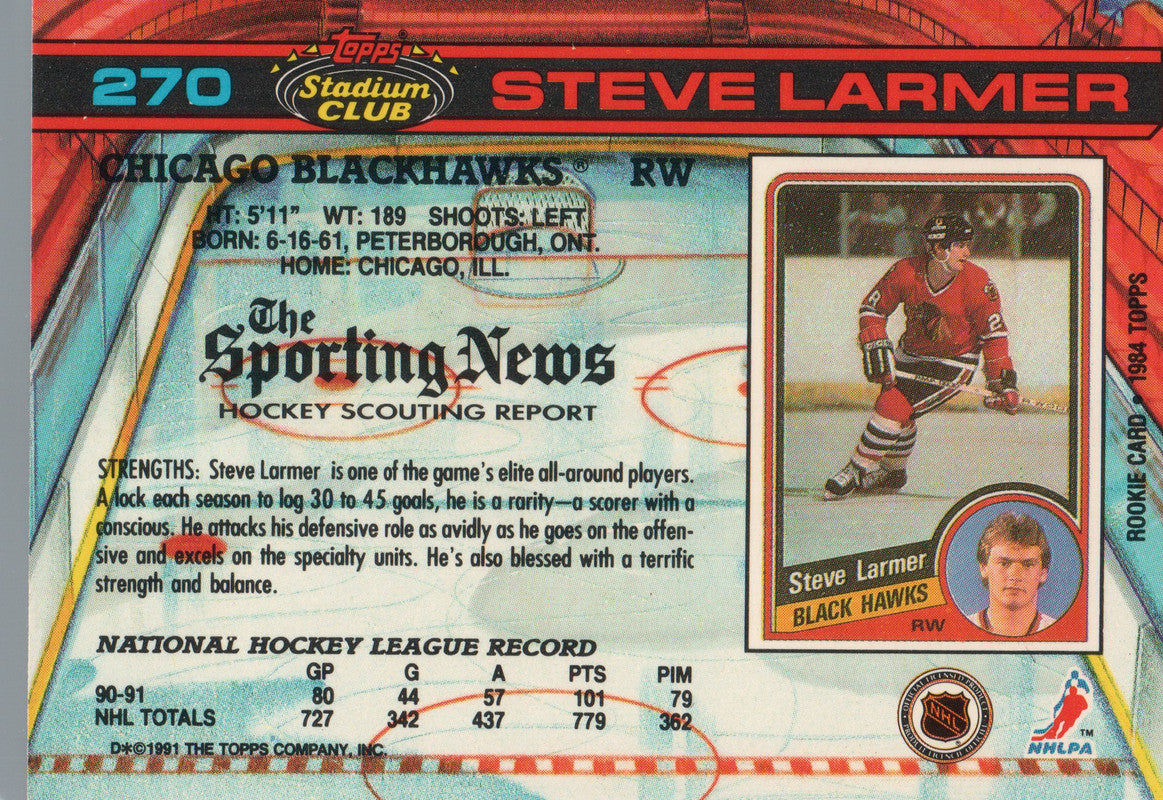 270
Topps®
Stadium
CLUB
STEVE LARMER
CHICAGO BLACKHAWKS® RW
HT: 5'11" WT: 189 SHOOTS: LEFT
BORN: 6-16-61, PETERBOROUGH, ONT.
HOME: CHICAGO, ILL.
The
Sporting News
HOCKEY SCOUTING REPORT
STRENGTHS: Steve Larmer is one of the game's elite all-around players.
A lock each season to log 30 to 45 goals, he is a rarity—a scorer with a
conscious. He attacks his defensive role as avidly as he goes on the offen-
sive and excels on the specialty units. He's also blessed with a terrific
strength and balance.
NATIONAL HOCKEY LEAGUE RECORD
GP G A PTS PIM
90-91 80 44 57 101 79
NHL TOTALS 727 342 437 779 362
D*©1991 THE TOPPS COMPANY, INC.
Steve Larmer
BLACK HAWKS
RW
ROOKIE CARD • 1984 TOPPS
NHL
NHLPA
™